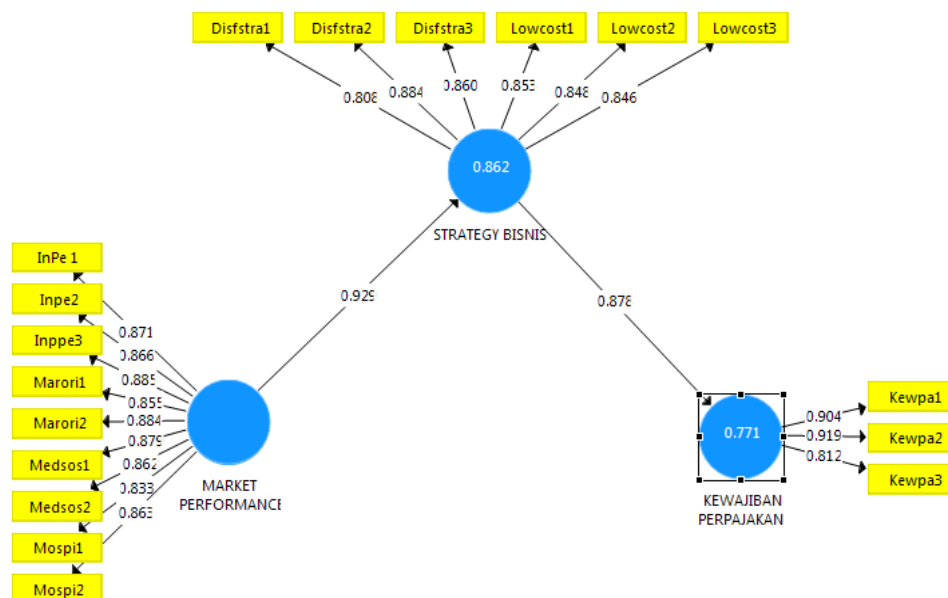 Disfstra1
Disfstra2
Disfstra3
Lowcost1
Lowcost2
Lowcost3
0.808
0.884
0.860
0.853
0.848
0.846
0.862
STRATEGY BISNIS
InPe 1
Inpe2
Inppe3
Marori1
Marori2
Medsos1
Medsos2
Mospi1
Mospi2
0.871
0.866
0.885
0.855
0.884
0.879
0.862
0.833
0.863
MARKET
PERFORMANCE
0.929
0.878
0.771
KEWAJIBAN
PERPAJAKAN
0.904
0.919
0.812
Kewpa1
Kewpa2
Kewpa3